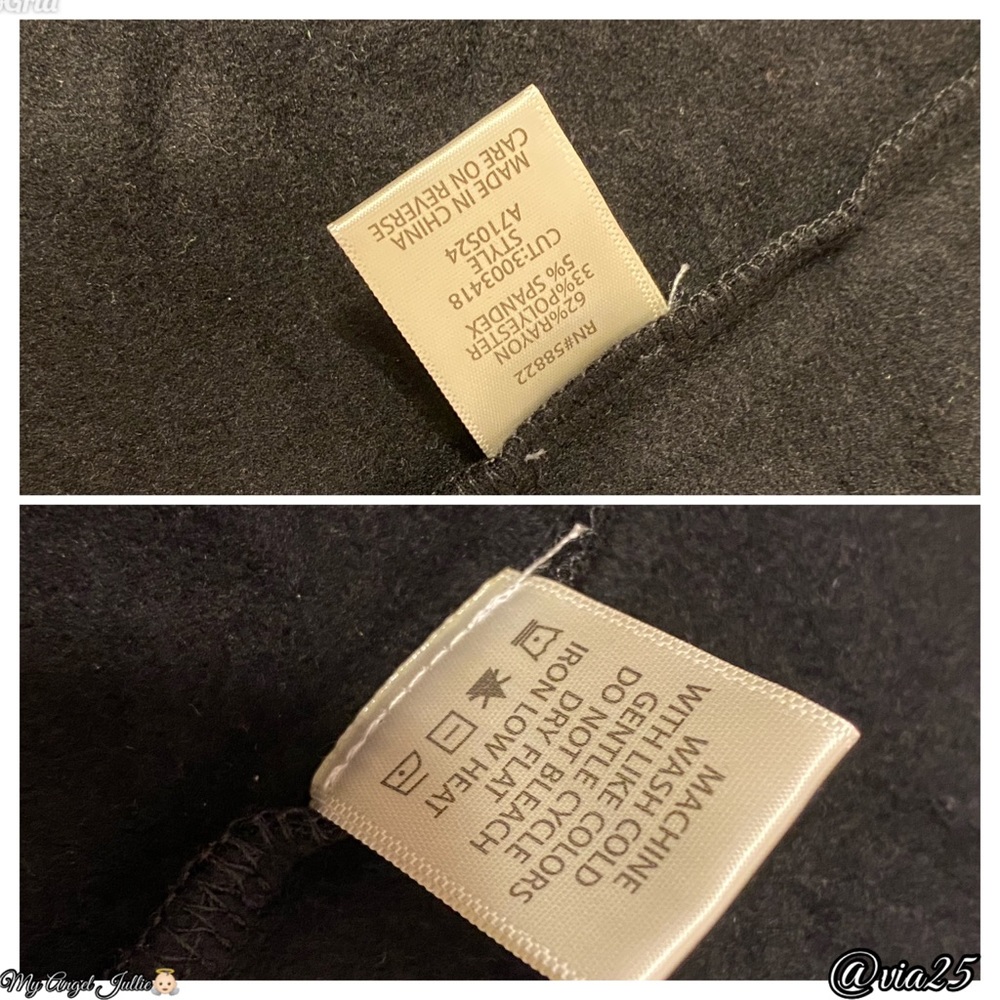 RN#58822
62%RAYON
33%POLYESTER
5% SPANDEX
CUT:3003418
STYLE
A710S24
MADE IN CHINA
CARE ON REVERSE
MACHINE
WASH COLD
WITH LIKE COLORS
GENTLE CYCLE
DO NOT BLEACH
DRY FLAT
IRON LOW HEAT
My Angel Jullie
@via25